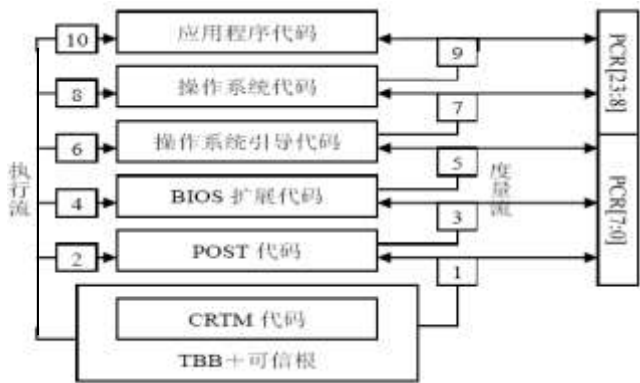 10
应用程序代码
9
PCR[23:8]
8
操作系统代码
7
6
操作系统引导代码
5
执行流
4
BIOS 扩展代码
度量流
3
PCR[7:0]
2
POST 代码
1
CRTM 代码
TBB+可信根